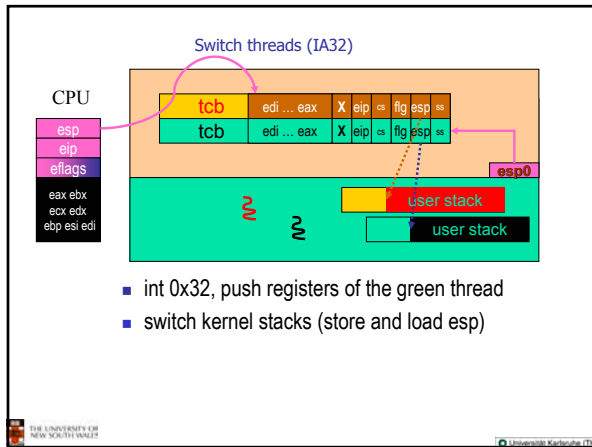 Switch threads (IA32)
CPU
esp
eip
eflags
eax ebx
ecx edx
ebp esi edi
tcb edi ... eax X eip cs flg esp ss
tcb edi ... eax X eip cs flg esp ss
esp0
user stack
user stack
int 0x32, push registers of the green thread
switch kernel stacks (store and load esp)
THE UNIVERSITY OF
NEW SOUTH WALES
Universität Karlsruhe (TH)